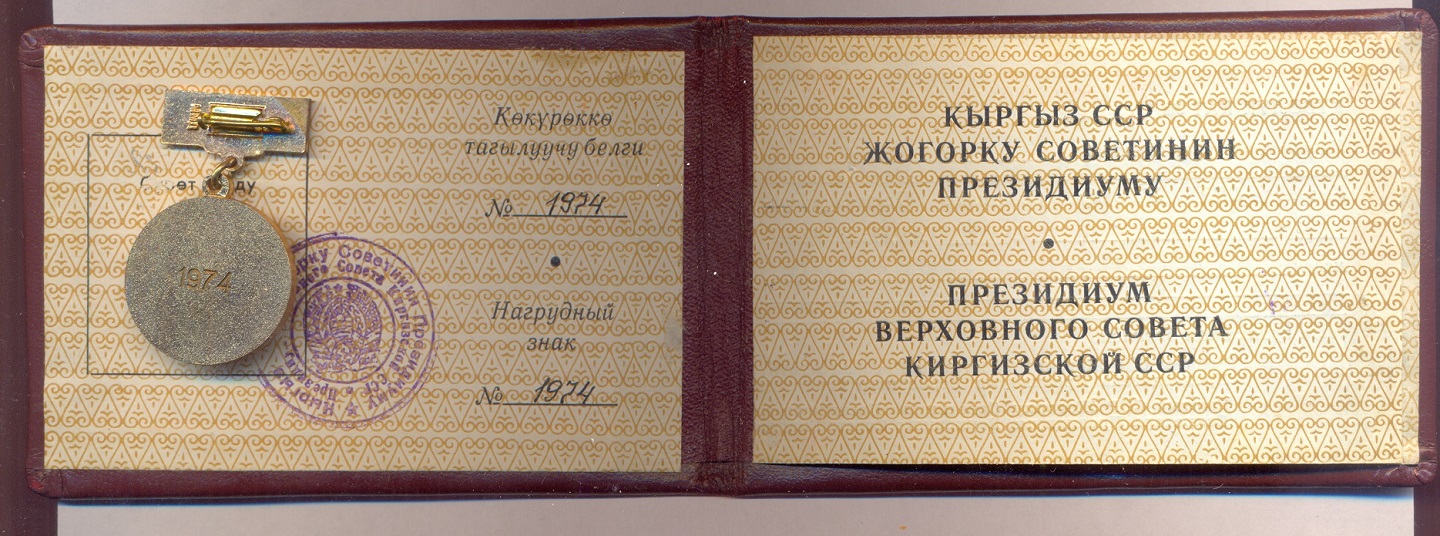 1974
Көкүрөккө
тагылуучу белги
№ 1974
Нагрудный
знак
№ 1974
КЫРГЫЗ ССР
ЖОГОРКУ СОВЕТИНИН
ПРЕЗИДИУМУ
ПРЕЗИДИУМ
ВЕРХОВНОГО СОВЕТА
КИРГИЗСКОЙ ССР